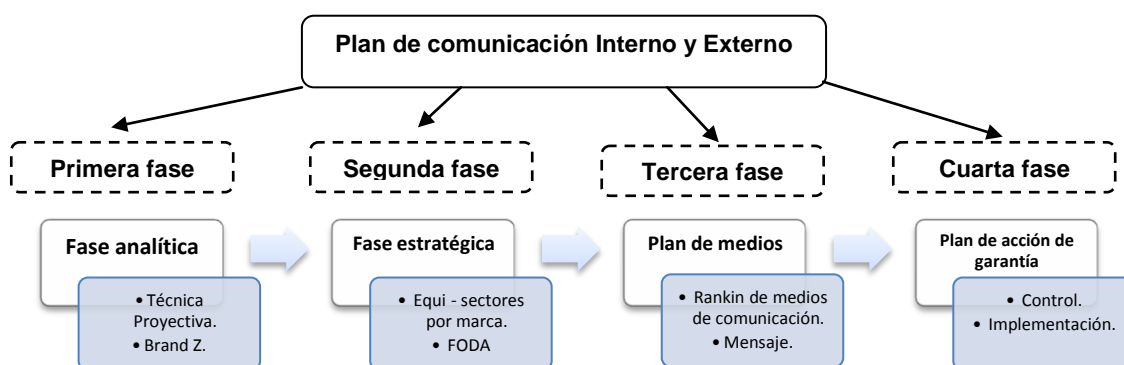 Plan de comunicación Interno y Externo
Primera fase
Segunda fase
Tercera fase
Cuarta fase
Fase analítica
• Técnica
Proyectiva.
• Brand Z.
Fase estratégica
• Equi - sectores
por marca.
• FODA
Plan de medios
• Rankin de medios
de comunicación.
• Mensaje.
Plan de acción de
garantía
• Control.
• Implementación.